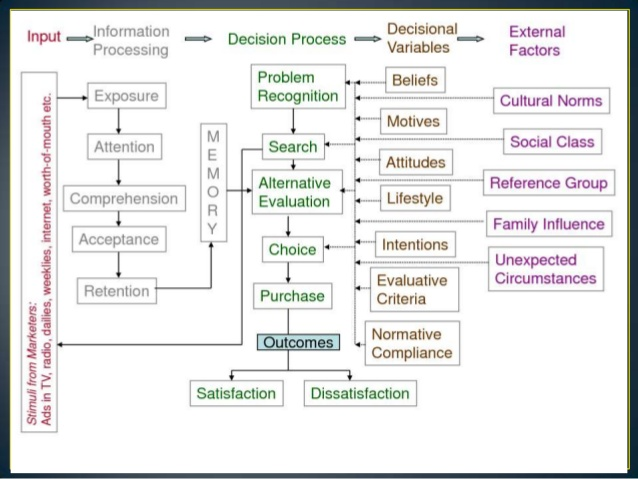 Input
Information
Processing
Decision Process
Decisional
Variables
External
Factors
Stimuli from Marketers:
Ads in TV, radio, dailies, weeklies, internet, worth-of-mouth etc.
Exposure
Attention
Comprehension
Acceptance
Retention
MEMORY
Problem
Recognition
Search
Alternative
Evaluation
Choice
Purchase
Outcomes
Satisfaction
Dissatisfaction
Beliefs
Motives
Attitudes
Lifestyle
Intentions
Evaluative
Criteria
Normative
Compliance
Cultural Norms
Social Class
Reference Group
Family Influence
Unexpected
Circumstances